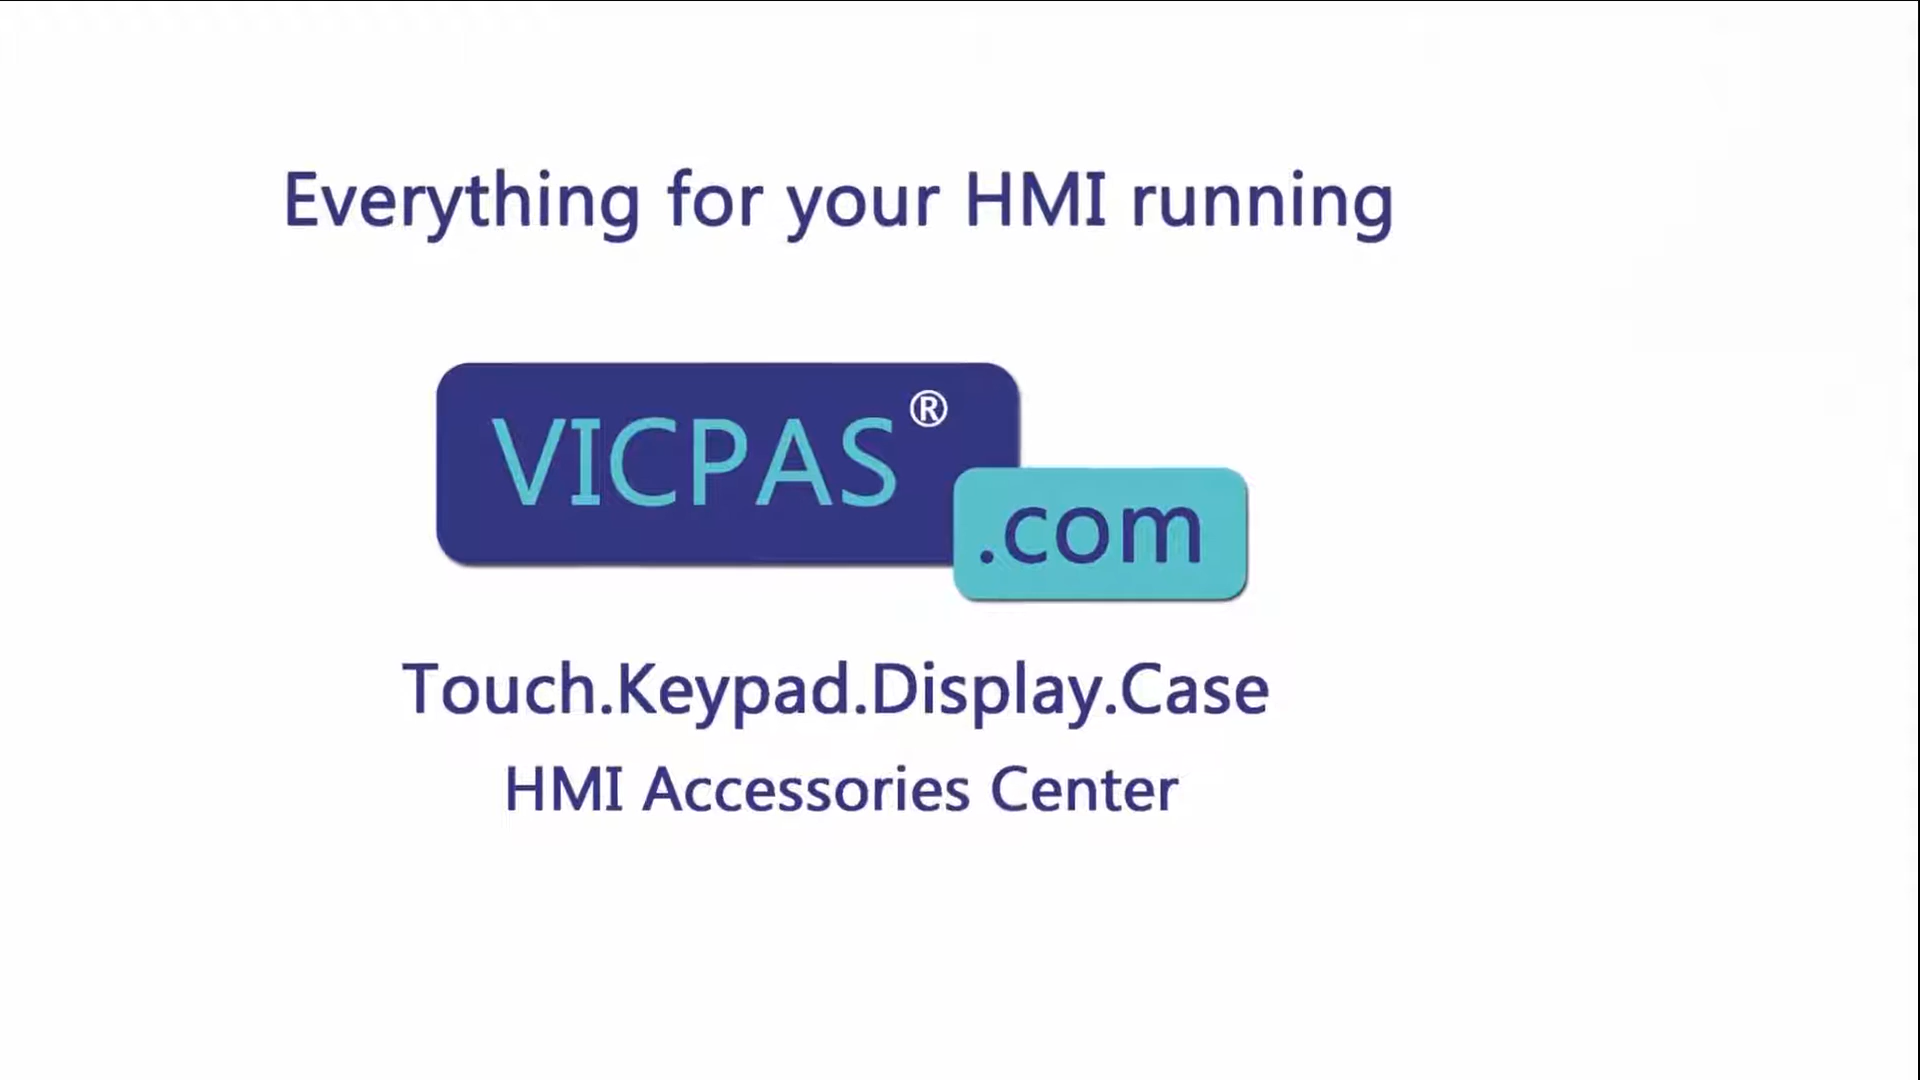 Everything for your HMI running
VICPAS®
.com
Touch.Keypad.Display.Case
HMI Accessories Center